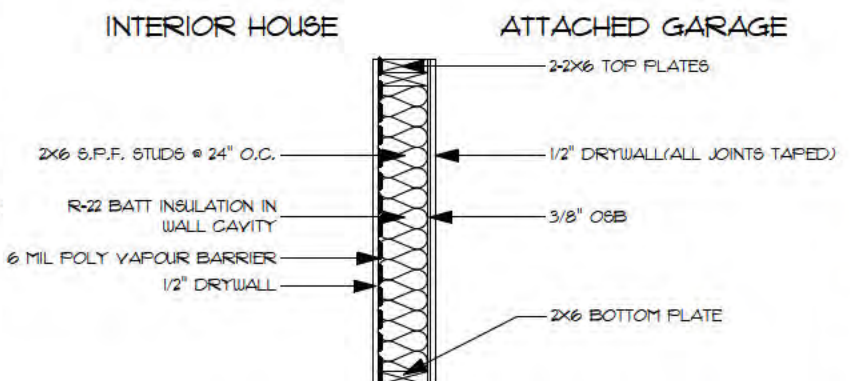 INTERIOR HOUSE
ATTACHED GARAGE
2-2X6 TOP PLATES
2X6 S.P.F. STUDS @ 24" O.C.
1/2" DRYWALL(ALL JOINTS TAPED)
R-22 BATT INSULATION IN
WALL CAVITY
3/8" OSB
6 MIL POLY VAPOUR BARRIER
1/2" DRYWALL
2X6 BOTTOM PLATE